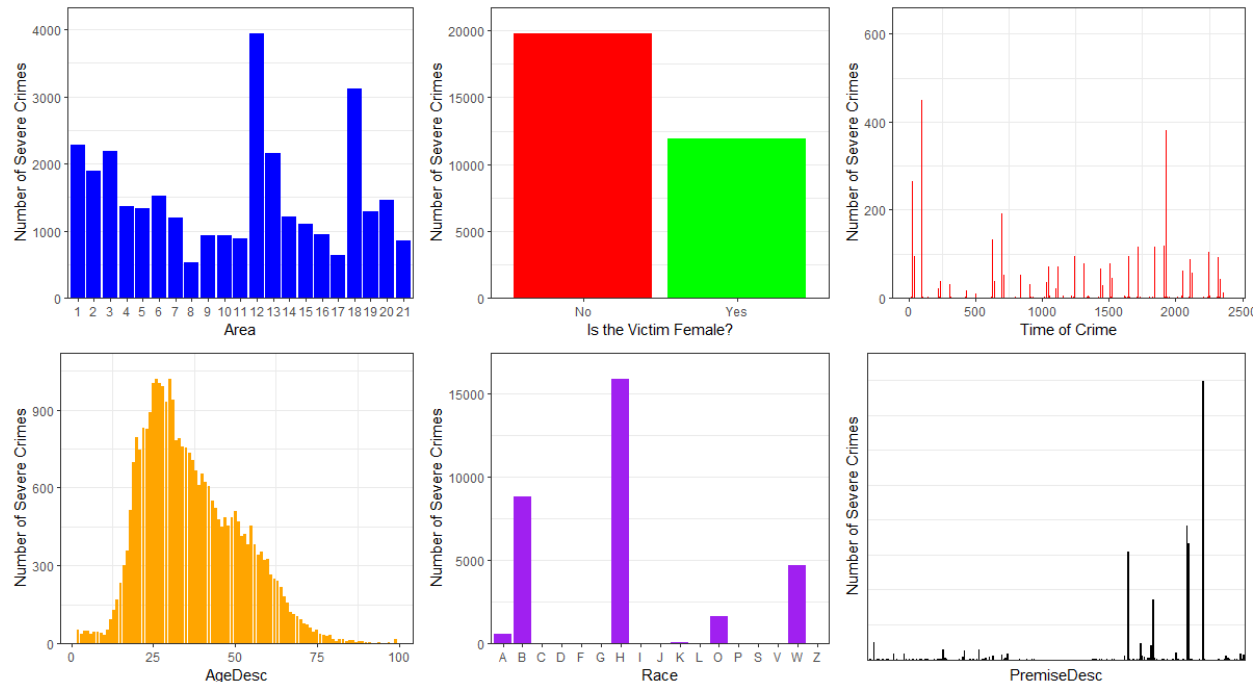 Number of Severe Crimes
4000
3000
2000
1000
0
1 2 3 4 5 6 7 8 9 10 11 12 13 14 15 16 17 18 19 20 21
Area
Number of Severe Crimes
20000
15000
10000
5000
0
No Yes
Is the Victim Female?
Number of Severe Crimes
600
400
200
0
0 500 1000 1500 2000 2500
Time of Crime
Number of Severe Crimes
900
600
300
0
0 25 50 75 100
AgeDesc
Number of Severe Crimes
15000
10000
5000
0
A B C D F G H I J K L O P S V W Z
Race
Number of Severe Crimes
PremiseDesc